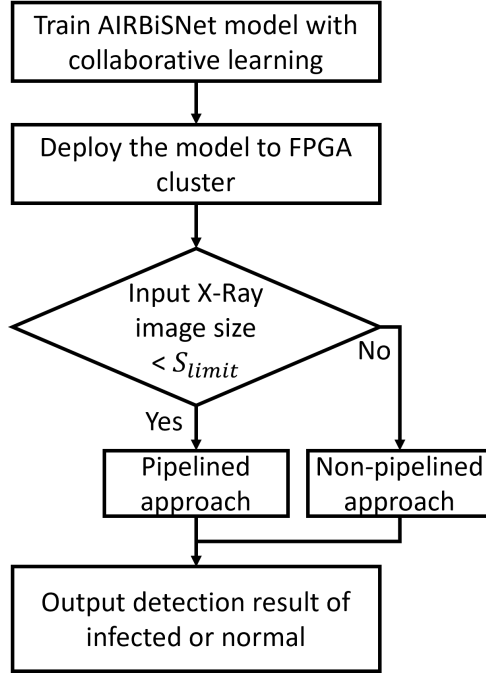 Train AIRBiSNet model with
collaborative learning
Deploy the model to FPGA
cluster
Input X-Ray
image size
< S_limit
No
Yes
Pipelined
approach
Non-pipelined
approach
Output detection result of
infected or normal